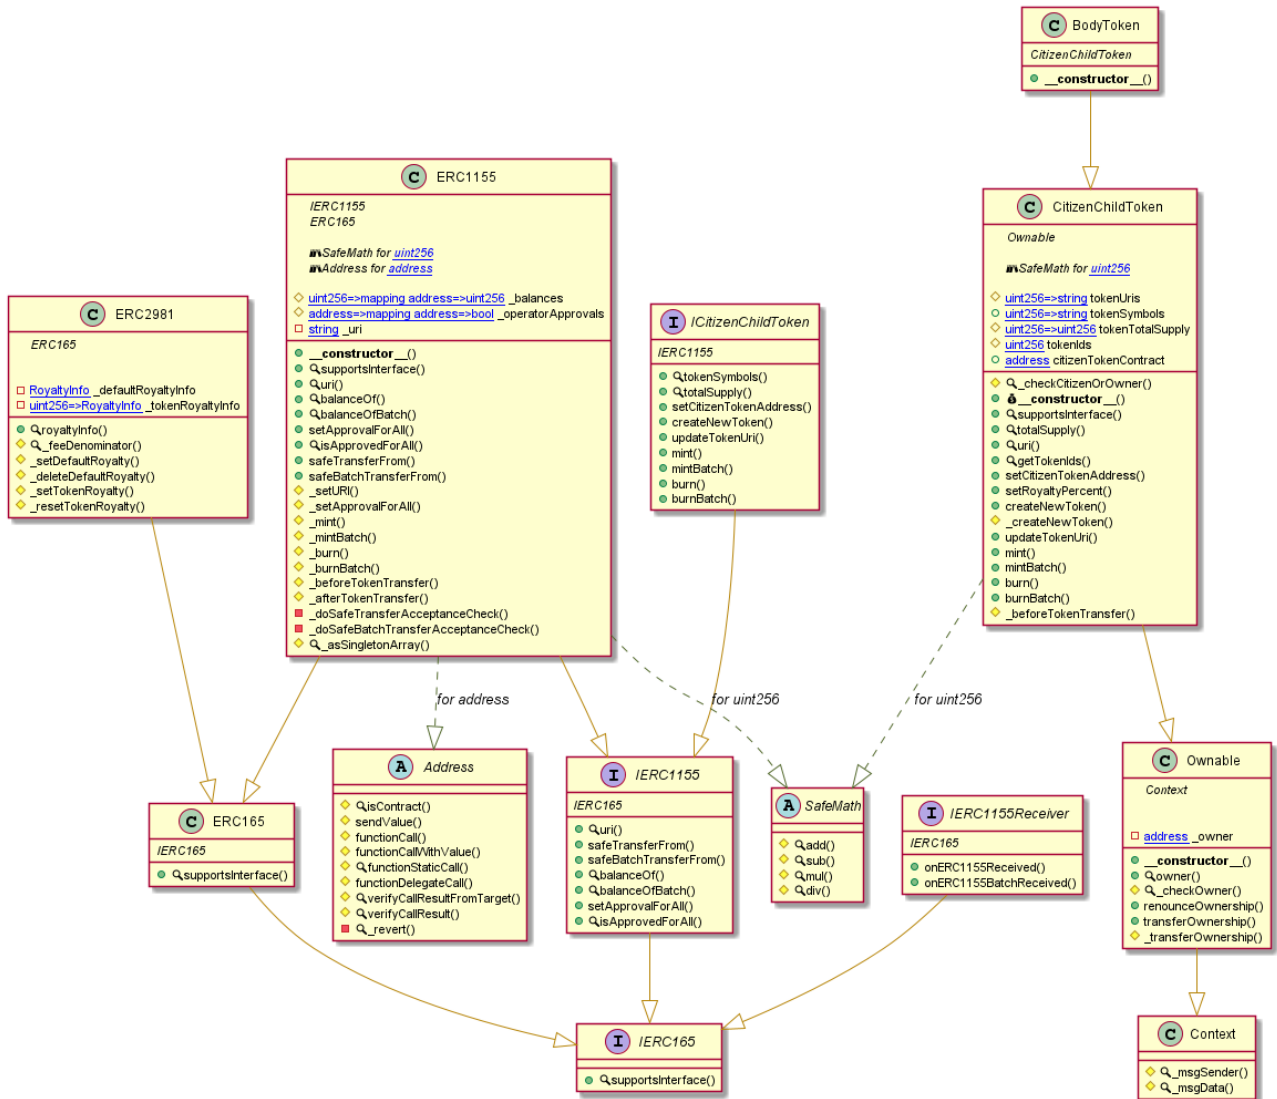 C BodyToken
CitizenChildToken
__constructor__()
C ERC1155
IERC1155
ERC165
SafeMath for uint256
Address for address
uint256=>mapping address=>uint256 _balances
address=>mapping address=>bool _operatorApprovals
string _uri
__constructor__()
supportsInterface()
uri()
balanceOf()
balanceOfBatch()
setApprovalForAll()
isApprovedForAll()
safeTransferFrom()
safeBatchTransferFrom()
_setURI()
_setApprovalForAll()
_mint()
_mintBatch()
_burn()
_burnBatch()
_beforeTokenTransfer()
_afterTokenTransfer()
_doSafeTransferAcceptanceCheck()
_doSafeBatchTransferAcceptanceCheck()
_asSingletonArray()
C CitizenChildToken
Ownable
SafeMath for uint256
uint256=>string tokenUris
uint256=>string tokenSymbols
uint256=>uint256 tokenTotalSupply
uint256 tokenIds
address citizenTokenContract
_checkCitizenOrOwner()
__constructor__()
supportsInterface()
totalSupply()
uri()
getTokenIds()
setCitizenTokenAddress()
setRoyaltyPercent()
createNewToken()
_createNewToken()
updateTokenUri()
mint()
mintBatch()
burn()
burnBatch()
_beforeTokenTransfer()
C ERC2981
ERC165
RoyaltyInfo _defaultRoyaltyInfo
uint256=>RoyaltyInfo _tokenRoyaltyInfo
royaltyInfo()
_feeDenominator()
_setDefaultRoyalty()
_deleteDefaultRoyalty()
_setTokenRoyalty()
_resetTokenRoyalty()
I ICitizenChildToken
IERC1155
tokenSymbols()
totalSupply()
setCitizenTokenAddress()
createNewToken()
updateTokenUri()
mint()
mintBatch()
burn()
burnBatch()
for address
for uint256
for uint256
C ERC165
IERC165
supportsInterface()
A Address
isContract()
sendValue()
functionCall()
functionCallWithValue()
functionStaticCall()
functionDelegateCall()
verifyCallResultFromTarget()
verifyCallResult()
_revert()
I IERC1155
IERC165
uri()
safeTransferFrom()
safeBatchTransferFrom()
balanceOf()
balanceOfBatch()
setApprovalForAll()
isApprovedForAll()
A SafeMath
add()
sub()
mul()
div()
I IERC1155Receiver
IERC165
onERC1155Received()
onERC1155BatchReceived()
C Ownable
Context
address _owner
__constructor__()
owner()
_checkOwner()
renounceOwnership()
transferOwnership()
_transferOwnership()
I IERC165
supportsInterface()
C Context
_msgSender()
_msgData()